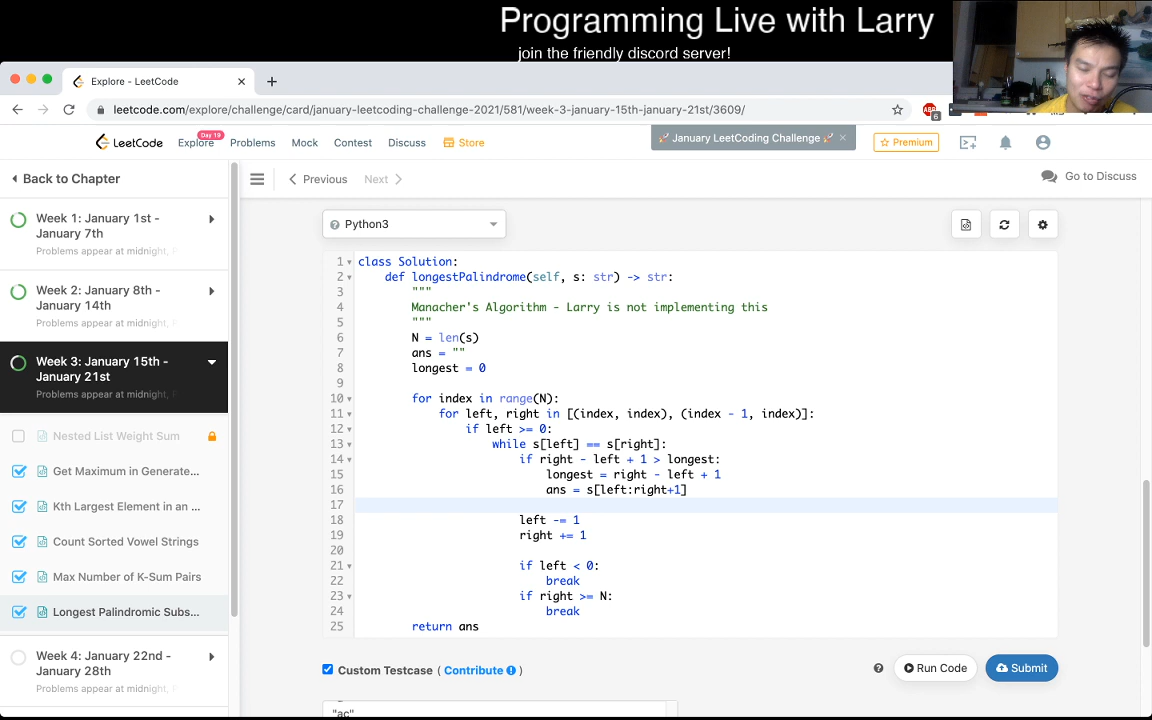 Programming Live with Larry
join the friendly discord server!
Explore - LeetCode
leetcode.com/explore/challenge/card/january-leetcoding-challenge-2021/581/week-3-january-15th-january-21st/3609/
ABP
6
LeetCode
Explore
Day 19
Problems
Mock
Contest
Discuss
Store
January LeetCoding Challenge
Premium
Back to Chapter
Previous
Next
Go to Discuss
Week 1: January 1st -
January 7th
Problems appear at midnight,
Week 2: January 8th -
January 14th
Problems appear at midnight,
Week 3: January 15th -
January 21st
Problems appear at midnight,
Nested List Weight Sum
Get Maximum in Generate...
Kth Largest Element in an ...
Count Sorted Vowel Strings
Max Number of K-Sum Pairs
Longest Palindromic Subs...
Week 4: January 22nd -
January 28th
Problems appear at midnight,
Python3
1 class Solution:
2 def longestPalindrome(self, s: str) -> str:
3 """
4 Manacher's Algorithm - Larry is not implementing this
5 """
6 N = len(s)
7 ans = ""
8 longest = 0
9
10 for index in range(N):
11 for left, right in [(index, index), (index - 1, index)]:
12 if left >= 0:
13 while s[left] == s[right]:
14 if right - left + 1 > longest:
15 longest = right - left + 1
16 ans = s[left:right+1]
17
18 left -= 1
19 right += 1
20
21 if left < 0:
22 break
23 if right >= N:
24 break
25 return ans
Custom Testcase ( Contribute )
Run Code
Submit
"ac"